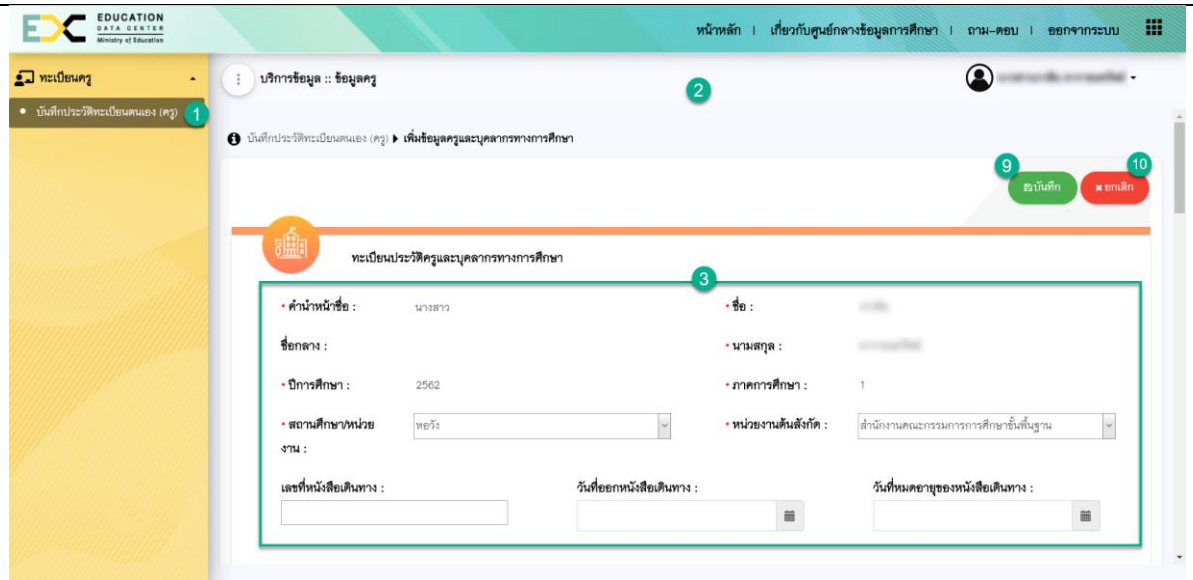 EDC EDUCATION
DATA CENTER
Ministry of Education
หน้าหลัก | เกี่ยวกับศูนย์กลางข้อมูลการศึกษา | ถาม-ตอบ | ออกจากระบบ
ทะเบียนครู
บริการข้อมูล :: ข้อมูลครู
2
บันทึกประวัติทะเบียนตนเอง (ครู) 1
บันทึกประวัติทะเบียนตนเอง (ครู) ▶ เพิ่มข้อมูลครูและบุคลากรทางการศึกษา
9 10
บันทึก × ยกเลิก
ทะเบียนประวัติครูและบุคลากรทางการศึกษา
3
• คำนำหน้าชื่อ : นางสาว • ชื่อ :
ชื่อกลาง : • นามสกุล :
• ปีการศึกษา : 2562 • ภาคการศึกษา : 1
• สถานศึกษา/หน่วย หอวัง • หน่วยงานต้นสังกัด : สำนักงานคณะกรรมการการศึกษาขั้นพื้นฐาน
งาน :
เลขที่หนังสือเดินทาง : วันที่ออกหนังสือเดินทาง : วันที่หมดอายุของหนังสือเดินทาง :